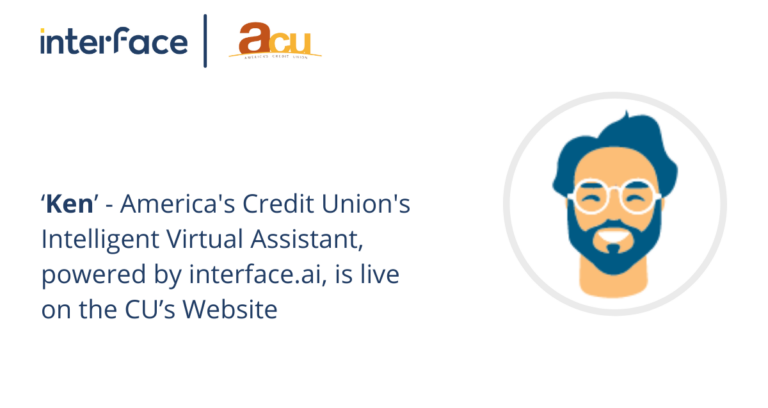 interface
acu
AMERICA'S CREDIT UNION
‘Ken’ - America's Credit Union's
Intelligent Virtual Assistant,
powered by interface.ai, is live
on the CU’s Website